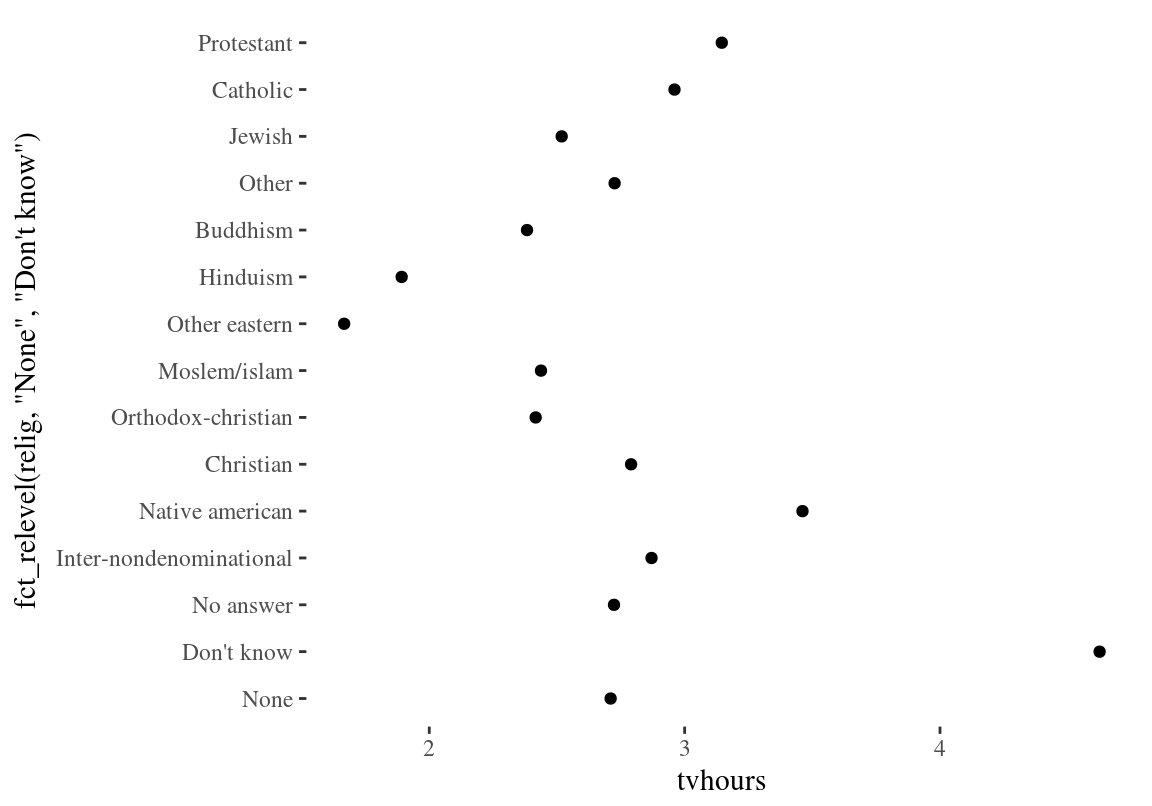 fct_relevel(relig, "None", "Don't know")
Protestant
Catholic
Jewish
Other
Buddhism
Hinduism
Other eastern
Moslem/islam
Orthodox-christian
Christian
Native american
Inter-nondenominational
No answer
Don't know
None
2 3 4
tvhours